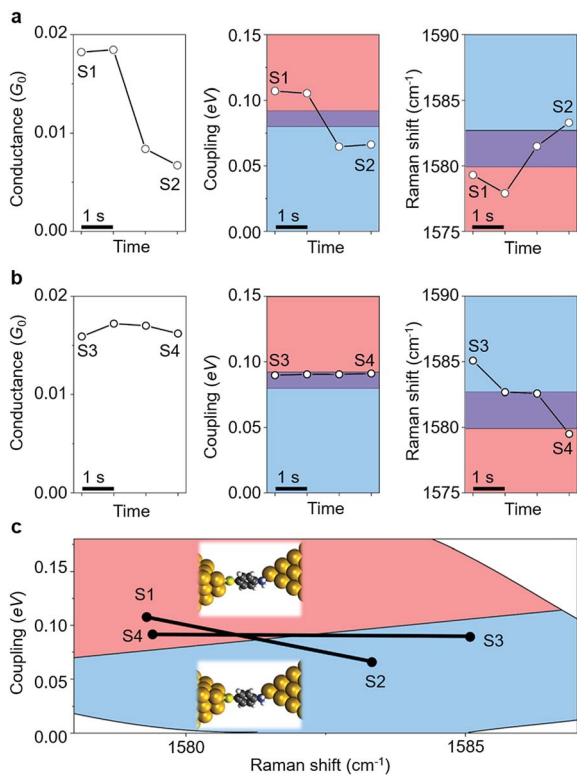 a
0.02
0.01
0.00
Conductance (G0)
S1
S2
1 s
Time
0.15
0.10
0.05
0.00
Coupling (eV)
S1
S2
1 s
Time
1590
1585
1580
1575
Raman shift (cm-1)
S1
S2
1 s
Time
b
0.02
0.01
0.00
Conductance (G0)
S3
S4
1 s
Time
0.15
0.10
0.05
0.00
Coupling (eV)
S3
S4
1 s
Time
1590
1585
1580
1575
Raman shift (cm-1)
S3
S4
1 s
Time
c
0.15
0.10
0.05
0.00
Coupling (eV)
S1
S4
S3
S2
1580
1585
Raman shift (cm-1)